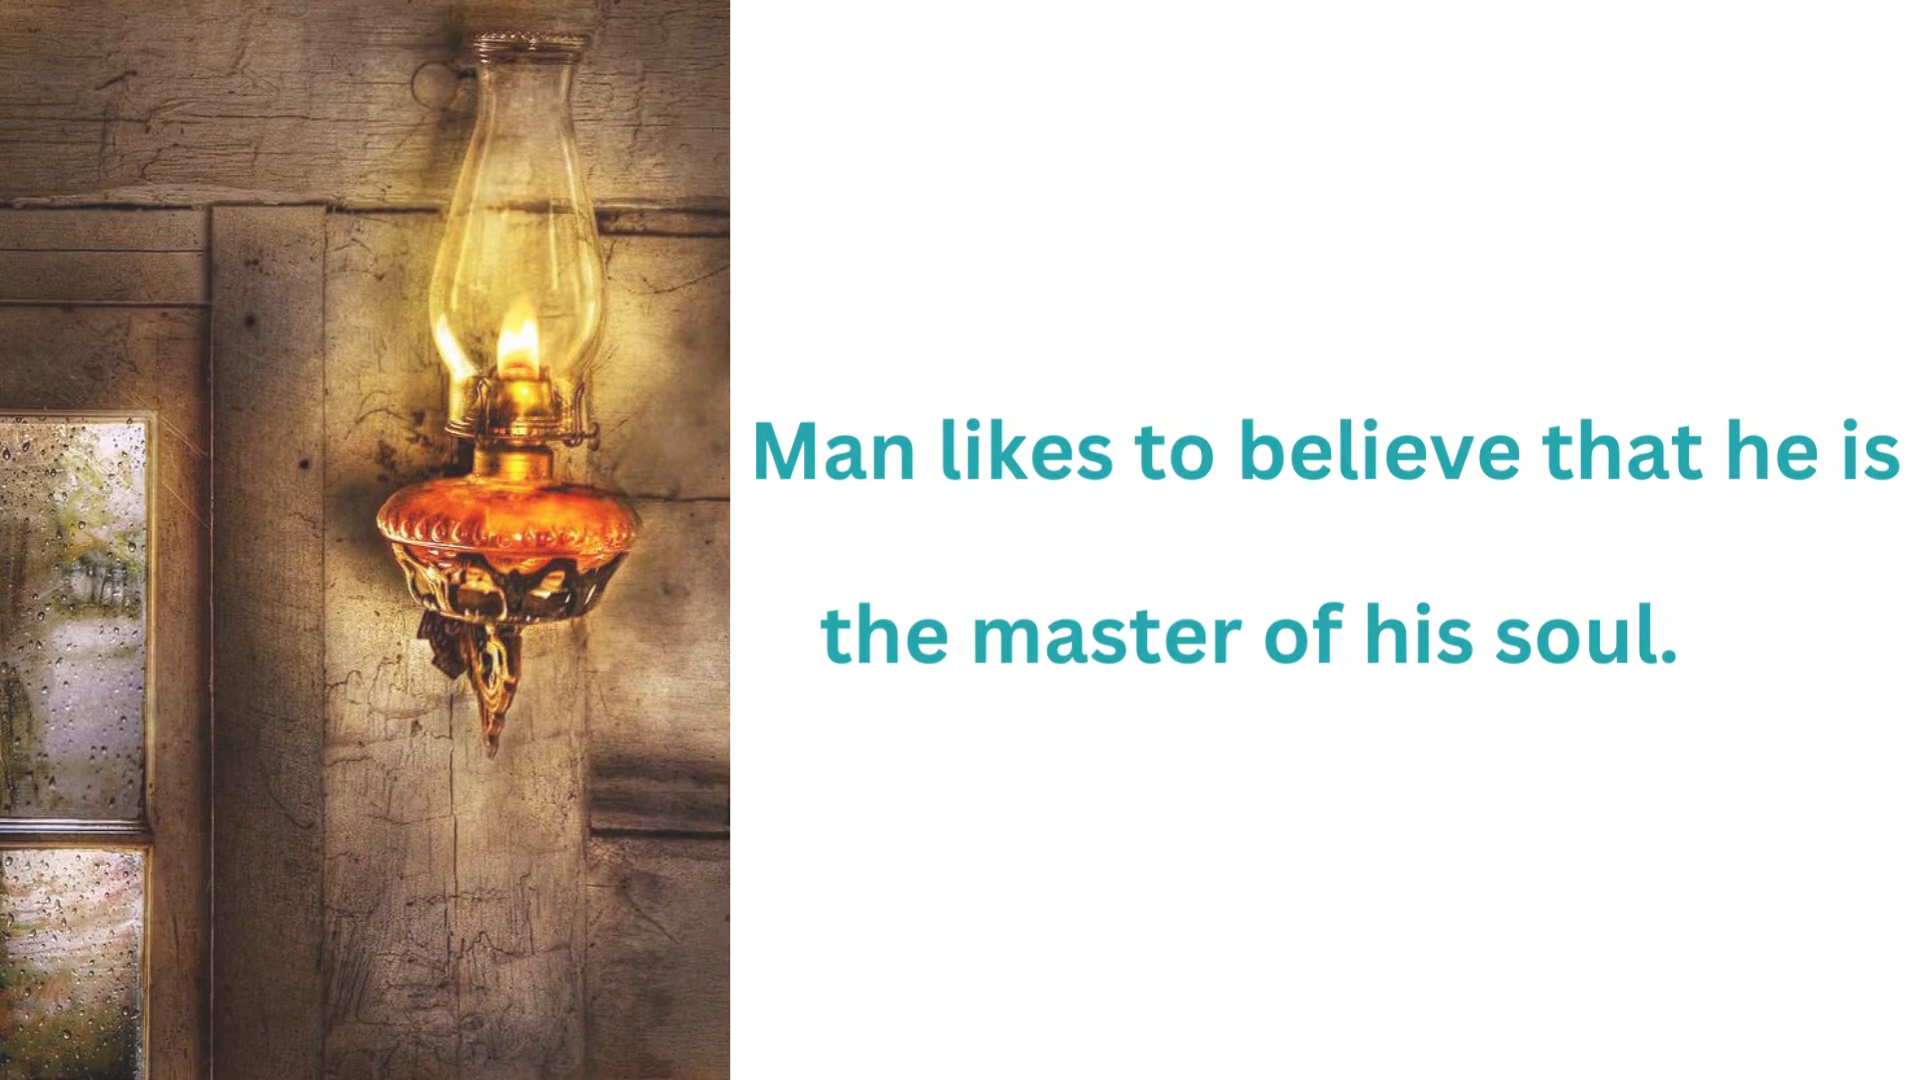 Man likes to believe that he is
the master of his soul.